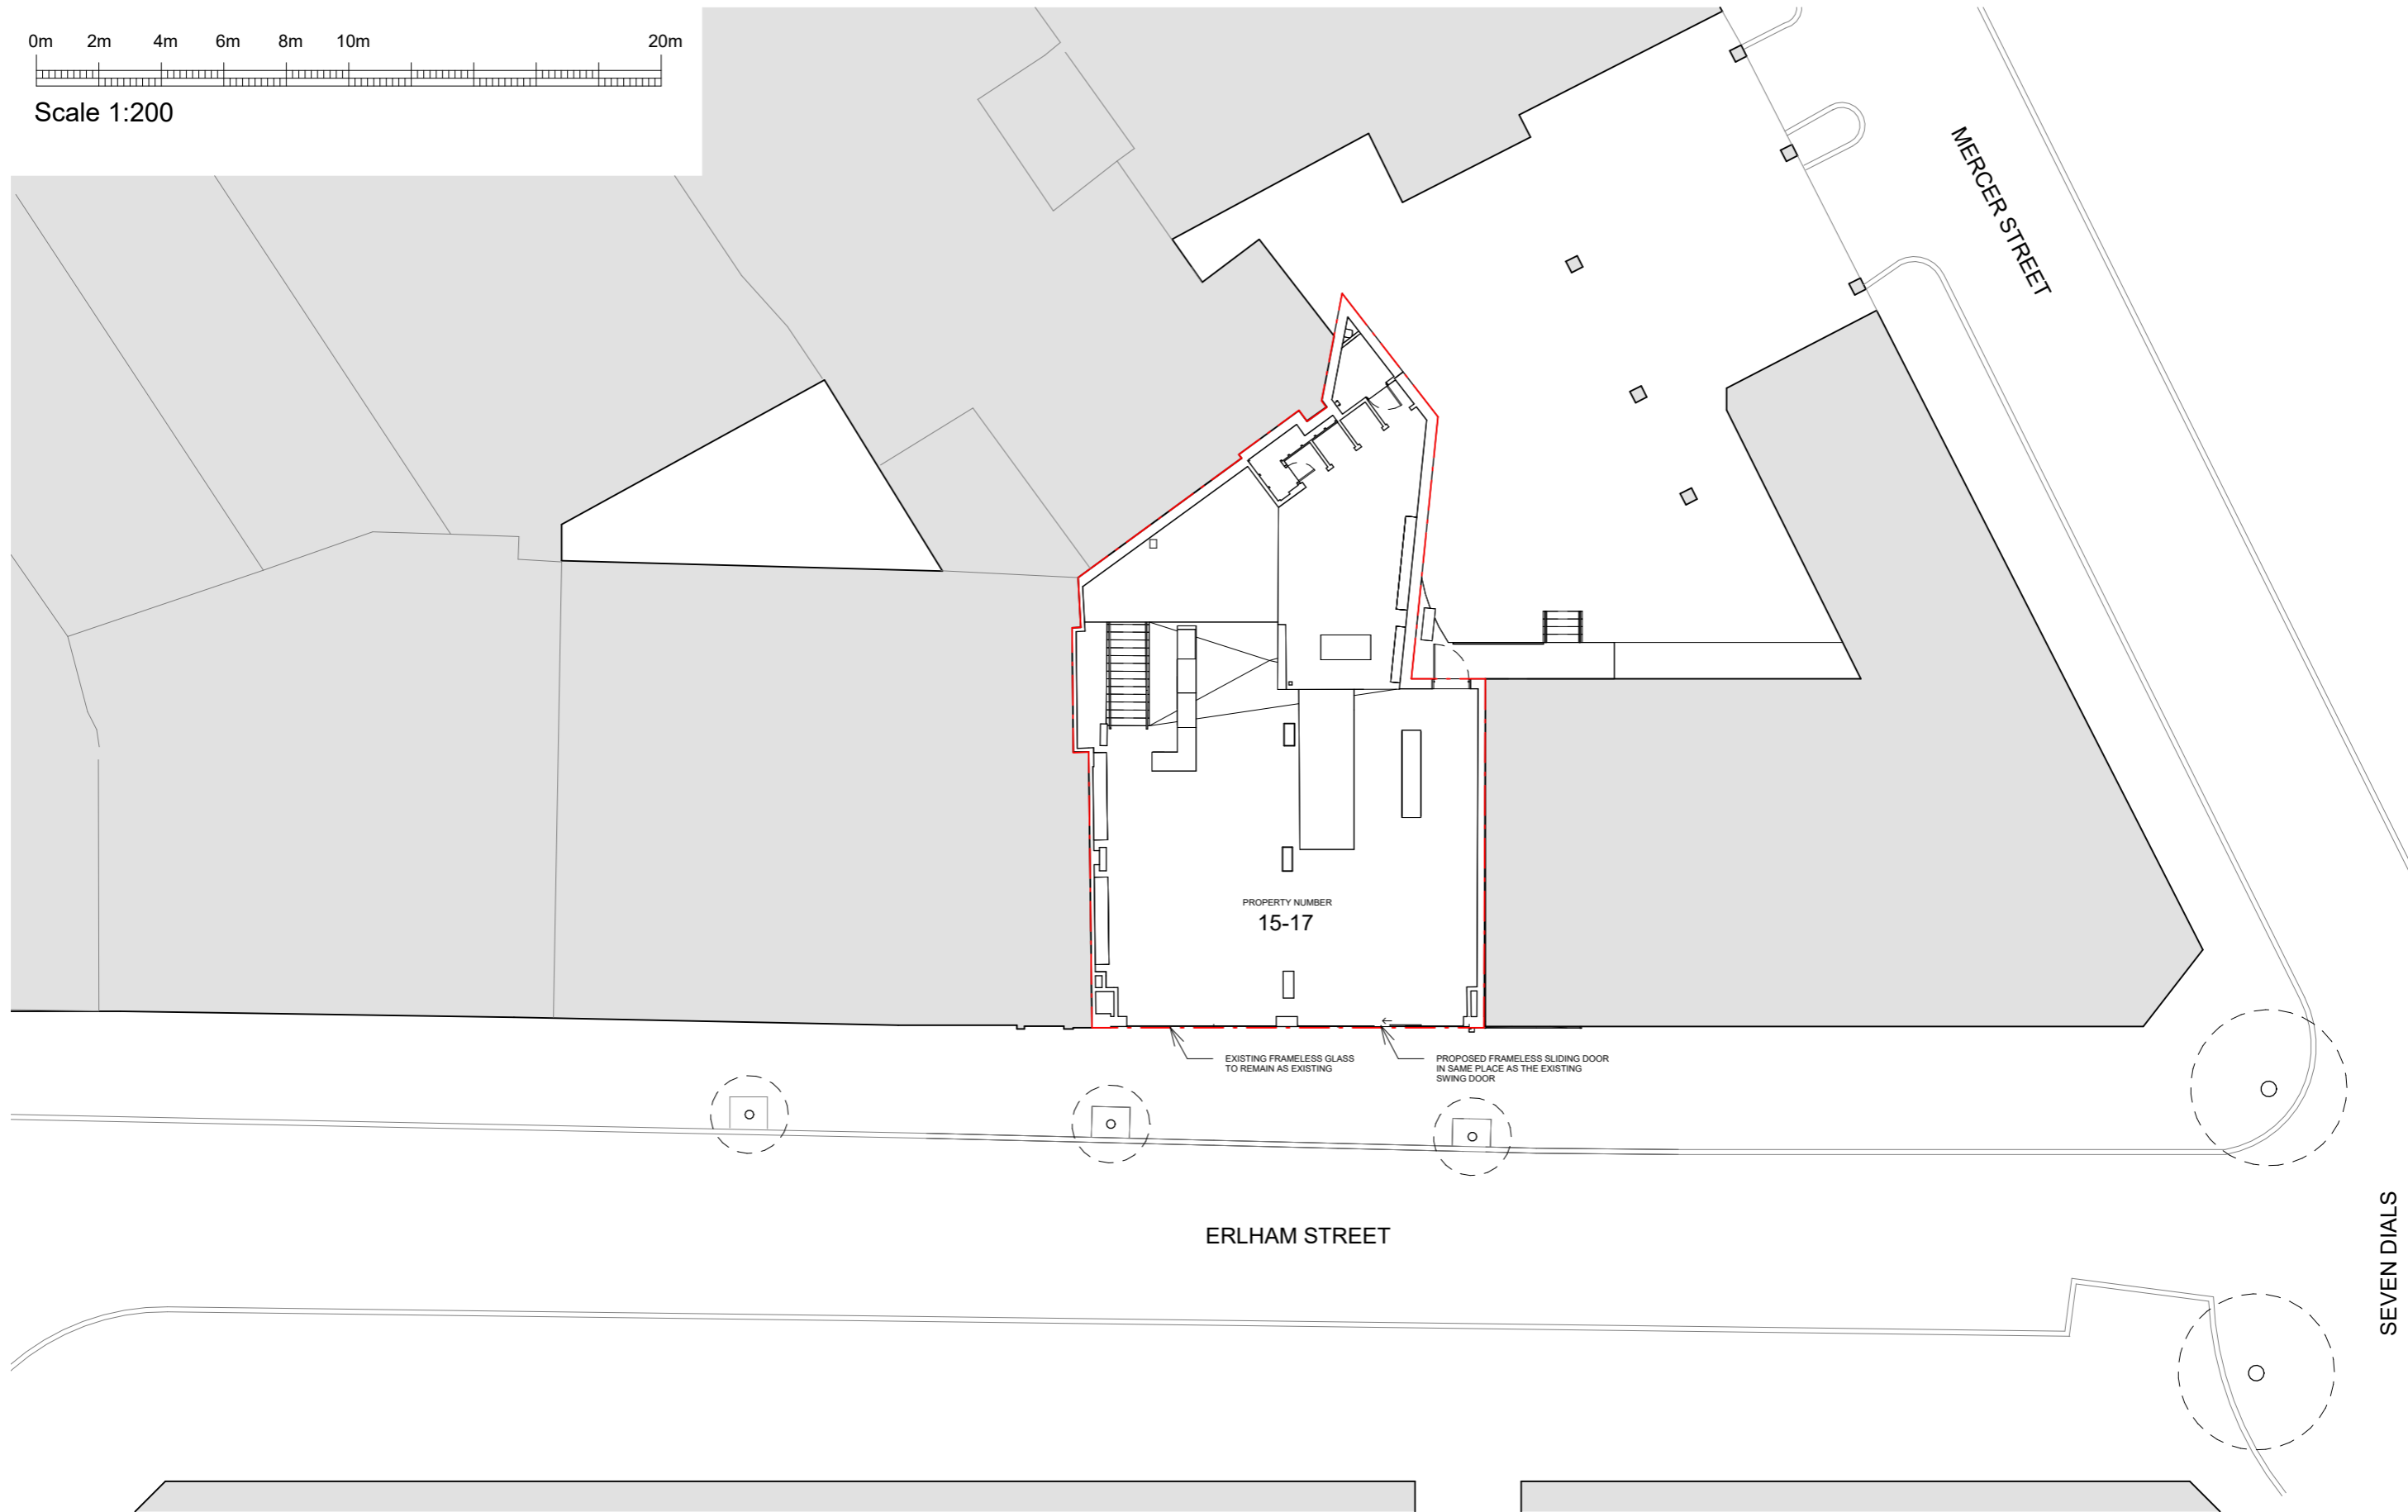 0m 2m 4m 6m 8m 10m 20m
Scale 1:200
MERCER STREET
PROPERTY NUMBER
15-17
EXISTING FRAMELESS GLASS
TO REMAIN AS EXISTING
PROPOSED FRAMELESS SLIDING DOOR
IN SAME PLACE AS THE EXISTING
SWING DOOR
ERLHAM STREET
SEVEN DIALS